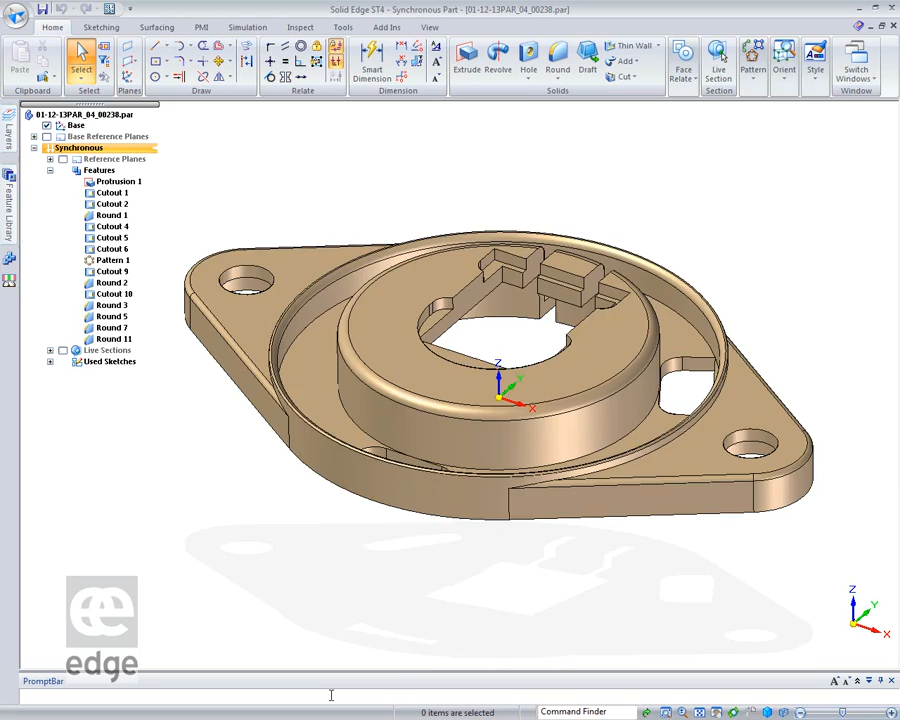 Solid Edge ST4 - Synchronous Part - [01-12-13PAR_04_00238.par]
Home Sketching Surfacing PMI Simulation Inspect Tools Add Ins View
Paste Select Smart Dimension Extrude Revolve Hole Round Draft Thin Wall Add Cut Face Relate Live Section Pattern Orient Style Switch Windows
Clipboard Select Planes Draw Relate Dimension Solids Section Window
Layers
Feature Library
01-12-13PAR_04_00238.par
Base
Base Reference Planes
Synchronous
Reference Planes
Features
Protrusion 1
Cutout 1
Cutout 2
Round 1
Cutout 4
Cutout 5
Cutout 6
Pattern 1
Cutout 9
Round 2
Cutout 10
Round 3
Round 5
Round 7
Round 11
Live Sections
Used Sketches
Z
Y
X
Z
Y
X
edge
PromptBar
0 items are selected
Command Finder